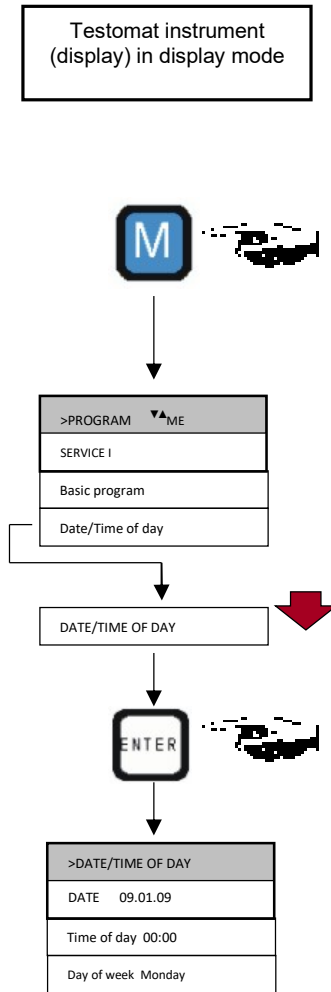 Testomat instrument
(display) in display mode
M
>PROGRAM ▼▲ME
SERVICE I
Basic program
Date/Time of day
DATE/TIME OF DAY
ENTER
>DATE/TIME OF DAY
DATE 09.01.09
Time of day 00:00
Day of week Monday